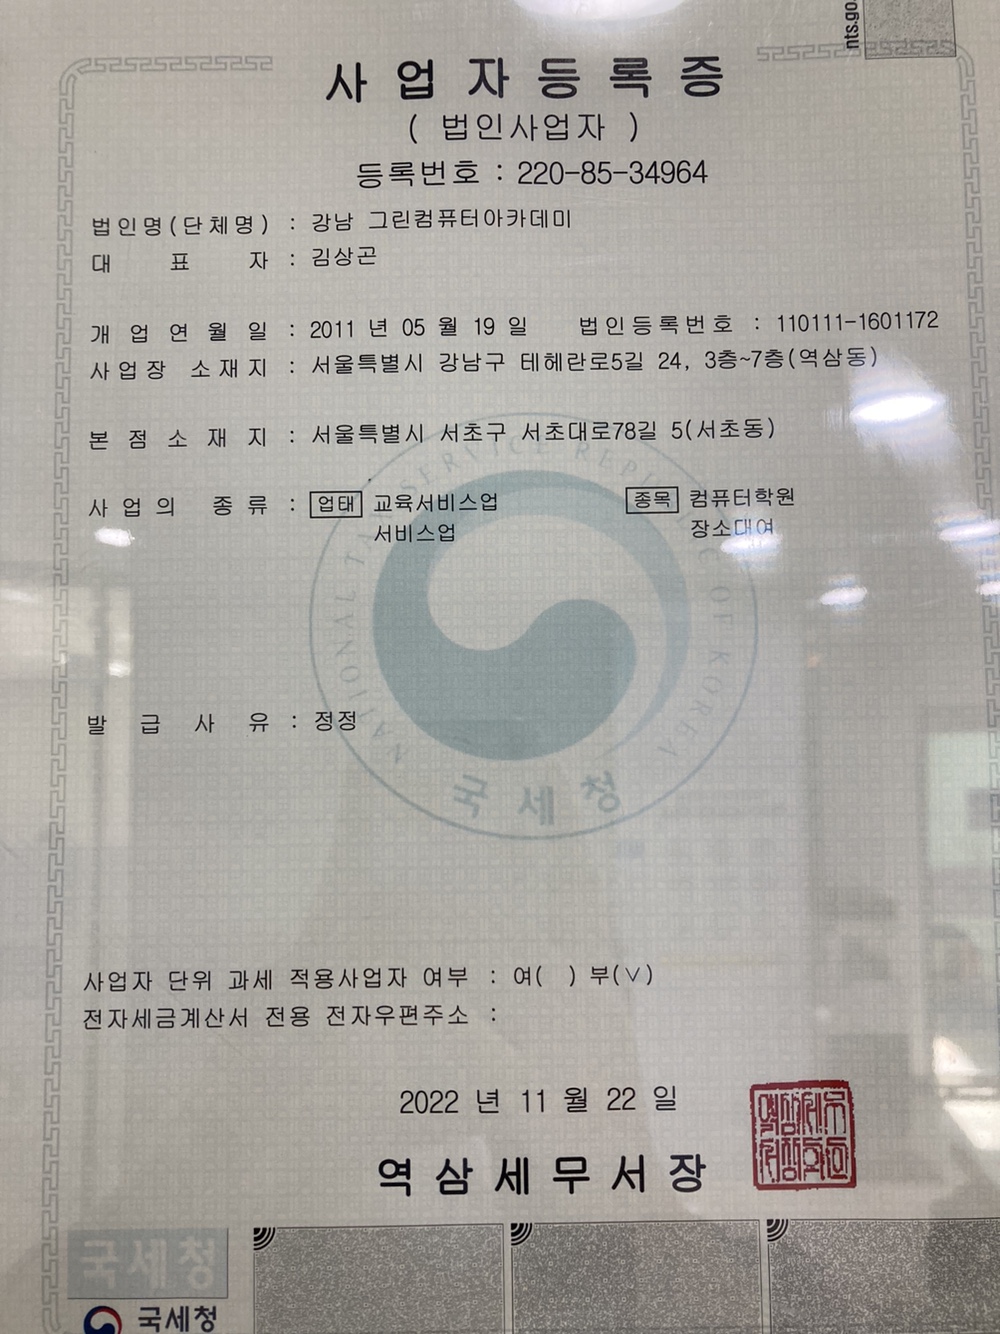 nts.go.
사업자등록증
( 법인사업자 )
등록번호 : 220-85-34964
법인명(단체명) : 강남 그린컴퓨터아카데미
대 표 자 : 김상곤
개 업 연 월 일 : 2011 년 05 월 19 일 법인등록번호 : 110111-1601172
사업장 소재지 : 서울특별시 강남구 테헤란로5길 24, 3층~7층(역삼동)
본 점 소 재 지 : 서울특별시 서초구 서초대로78길 5(서초동)
사 업 의 종 류 : 업태 교육서비스업 종목 컴퓨터학원
서비스업 장소대여
NATIONAL TAX SERVICE REPUBLIC OF KOREA
발 급 사 유 : 정정
국세청
사업자 단위 과세 적용사업자 여부 : 여( ) 부(∨)
전자세금계산서 전용 전자우편주소 :
2022 년 11 월 22 일
역삼세무서장
국세청
국세청